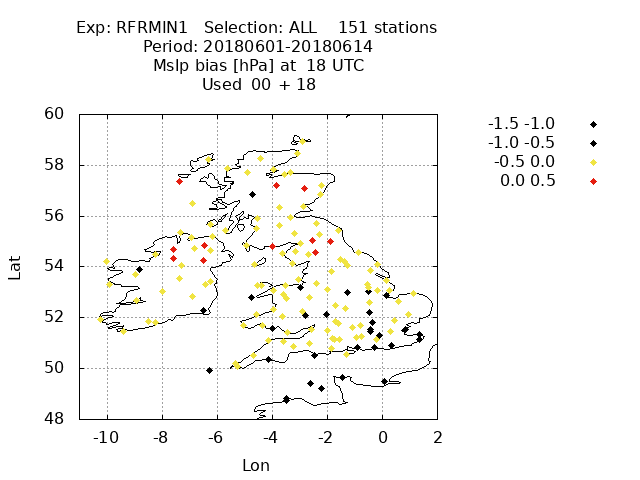 Exp: RFRMIN1 Selection: ALL 151 stations
Period: 20180601-20180614
Mslp bias [hPa] at 18 UTC
Used 00 + 18
-1.5 -1.0
-1.0 -0.5
-0.5 0.0
0.0 0.5
60
58
56
54
52
50
48
Lat
-10 -8 -6 -4 -2 0 2
Lon